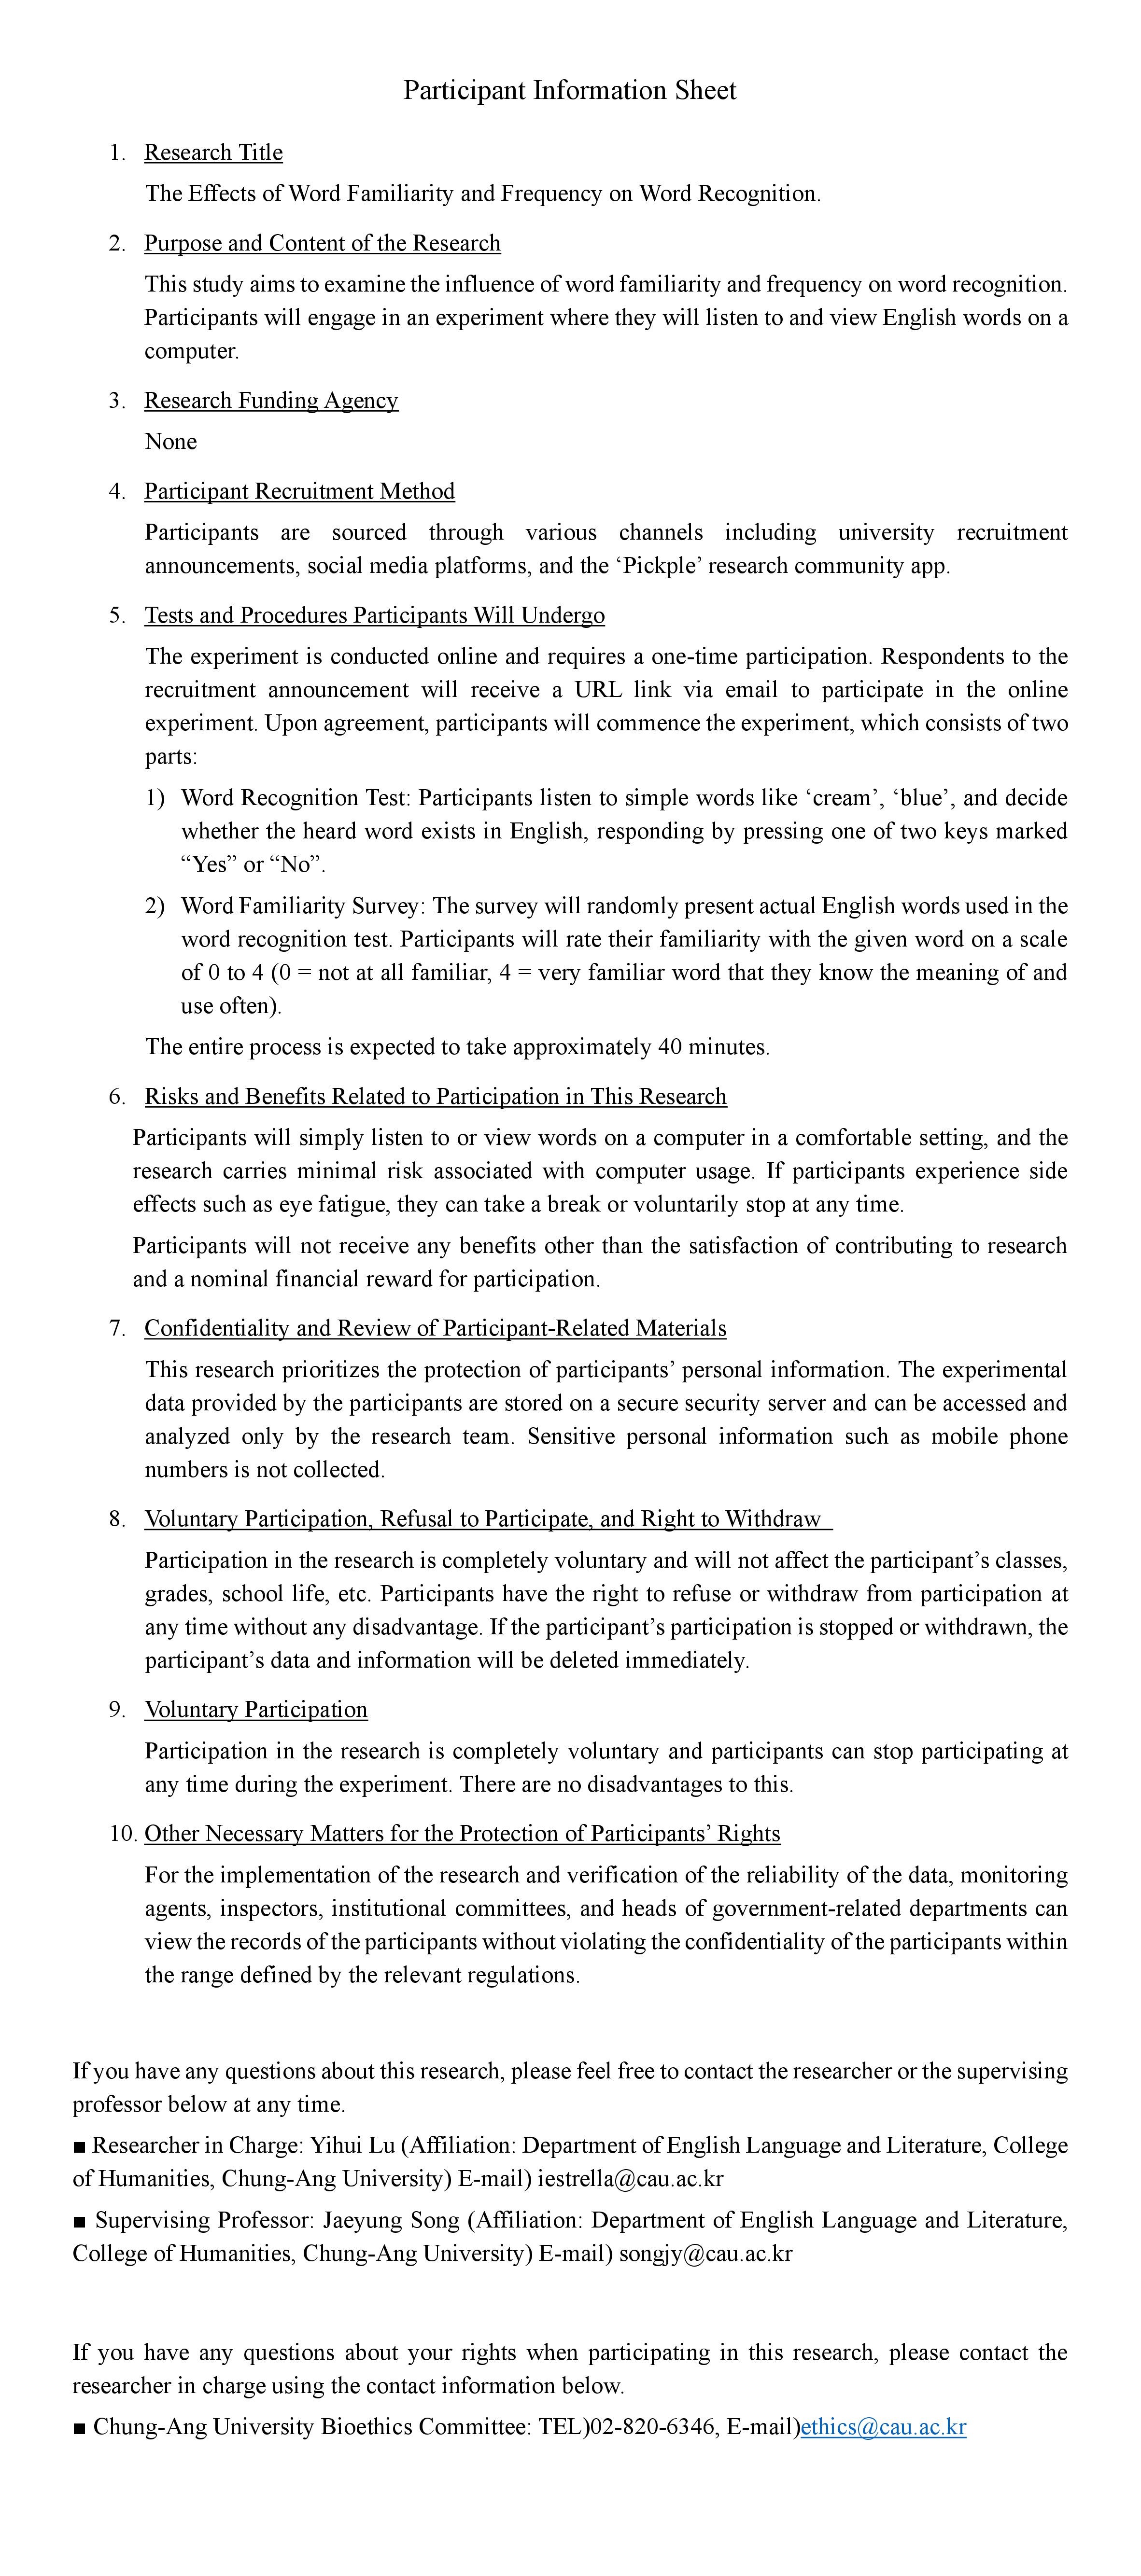 Participant Information Sheet
1. Research Title
The Effects of Word Familiarity and Frequency on Word Recognition.
2. Purpose and Content of the Research
This study aims to examine the influence of word familiarity and frequency on word recognition.
Participants will engage in an experiment where they will listen to and view English words on a
computer.
3. Research Funding Agency
None
4. Participant Recruitment Method
Participants are sourced through various channels including university recruitment
announcements, social media platforms, and the ‘Pickple’ research community app.
5. Tests and Procedures Participants Will Undergo
The experiment is conducted online and requires a one-time participation. Respondents to the
recruitment announcement will receive a URL link via email to participate in the online
experiment. Upon agreement, participants will commence the experiment, which consists of two
parts:
1) Word Recognition Test: Participants listen to simple words like ‘cream’, ‘blue’, and decide
whether the heard word exists in English, responding by pressing one of two keys marked
“Yes” or “No”.
2) Word Familiarity Survey: The survey will randomly present actual English words used in the
word recognition test. Participants will rate their familiarity with the given word on a scale
of 0 to 4 (0 = not at all familiar, 4 = very familiar word that they know the meaning of and
use often).
The entire process is expected to take approximately 40 minutes.
6. Risks and Benefits Related to Participation in This Research
Participants will simply listen to or view words on a computer in a comfortable setting, and the
research carries minimal risk associated with computer usage. If participants experience side
effects such as eye fatigue, they can take a break or voluntarily stop at any time.
Participants will not receive any benefits other than the satisfaction of contributing to research
and a nominal financial reward for participation.
7. Confidentiality and Review of Participant-Related Materials
This research prioritizes the protection of participants’ personal information. The experimental
data provided by the participants are stored on a secure security server and can be accessed and
analyzed only by the research team. Sensitive personal information such as mobile phone
numbers is not collected.
8. Voluntary Participation, Refusal to Participate, and Right to Withdraw
Participation in the research is completely voluntary and will not affect the participant’s classes,
grades, school life, etc. Participants have the right to refuse or withdraw from participation at
any time without any disadvantage. If the participant’s participation is stopped or withdrawn, the
participant’s data and information will be deleted immediately.
9. Voluntary Participation
Participation in the research is completely voluntary and participants can stop participating at
any time during the experiment. There are no disadvantages to this.
10. Other Necessary Matters for the Protection of Participants’ Rights
For the implementation of the research and verification of the reliability of the data, monitoring
agents, inspectors, institutional committees, and heads of government-related departments can
view the records of the participants without violating the confidentiality of the participants within
the range defined by the relevant regulations.
If you have any questions about this research, please feel free to contact the researcher or the supervising
professor below at any time.
■ Researcher in Charge: Yihui Lu (Affiliation: Department of English Language and Literature, College
of Humanities, Chung-Ang University) E-mail) iestrella@cau.ac.kr
■ Supervising Professor: Jaeyung Song (Affiliation: Department of English Language and Literature,
College of Humanities, Chung-Ang University) E-mail) songjy@cau.ac.kr
If you have any questions about your rights when participating in this research, please contact the
researcher in charge using the contact information below.
■ Chung-Ang University Bioethics Committee: TEL)02-820-6346, E-mail)ethics@cau.ac.kr